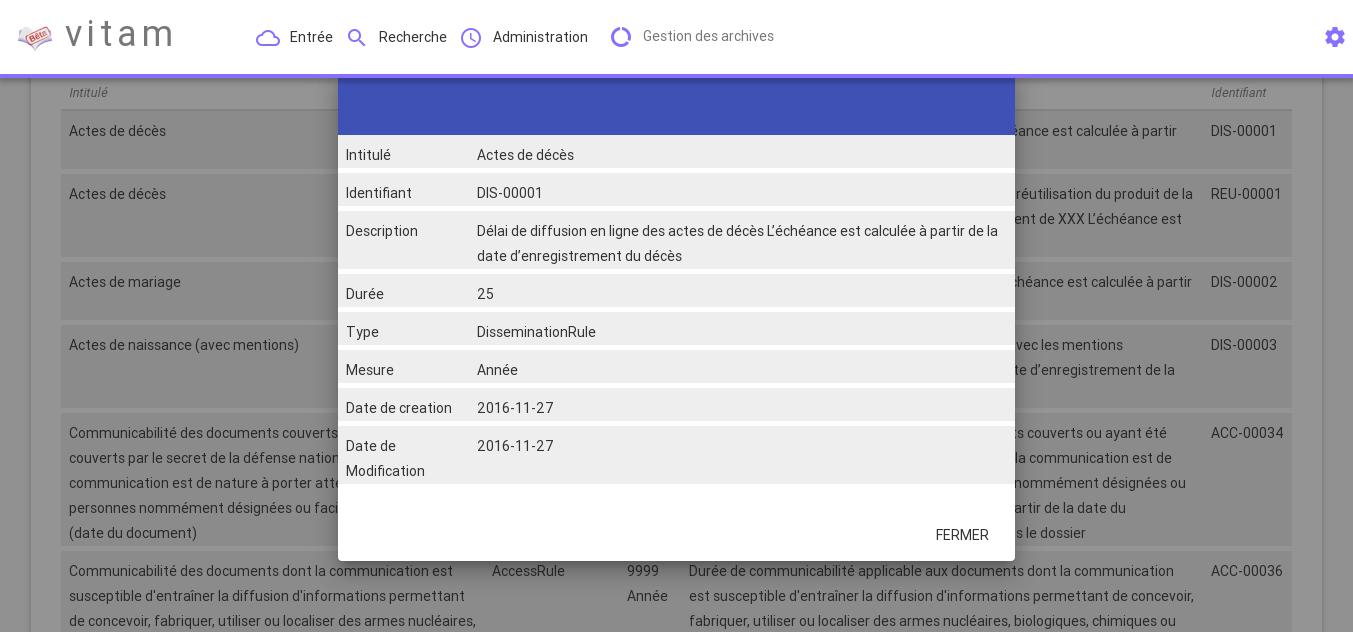 Bêta
vitam
Entrée
Recherche
Administration
Gestion des archives
Intitulé
Identifiant
Actes de décès
éance est calculée à partir
DIS-00001
Actes de décès
réutilisation du produit de la
REU-00001
ent de XXX L’échéance est
Actes de mariage
chéance est calculée à partir
DIS-00002
Actes de naissance (avec mentions)
vec les mentions
DIS-00003
te d’enregistrement de la
Communicabilité des documents couverts
ts couverts ou ayant été
ACC-00034
couverts par le secret de la défense nation
la communication est de
communication est de nature à porter atte
nommément désignées ou
personnes nommément désignées ou faci
artir de la date du
(date du document)
s le dossier
Communicabilité des documents dont la communication est
AccessRule
9999
Durée de communicabilité applicable aux documents dont la communication
ACC-00036
susceptible d'entraîner la diffusion d'informations permettant
Année
est susceptible d'entraîner la diffusion d'informations permettant de concevoir,
de concevoir, fabriquer, utiliser ou localiser des armes nucléaires,
fabriquer, utiliser ou localiser des armes nucléaires, biologiques, chimiques ou
Intitulé
Actes de décès
Identifiant
DIS-00001
Description
Délai de diffusion en ligne des actes de décès L’échéance est calculée à partir de la
date d’enregistrement du décès
Durée
25
Type
DisseminationRule
Mesure
Année
Date de creation
2016-11-27
Date de
Modification
2016-11-27
FERMER